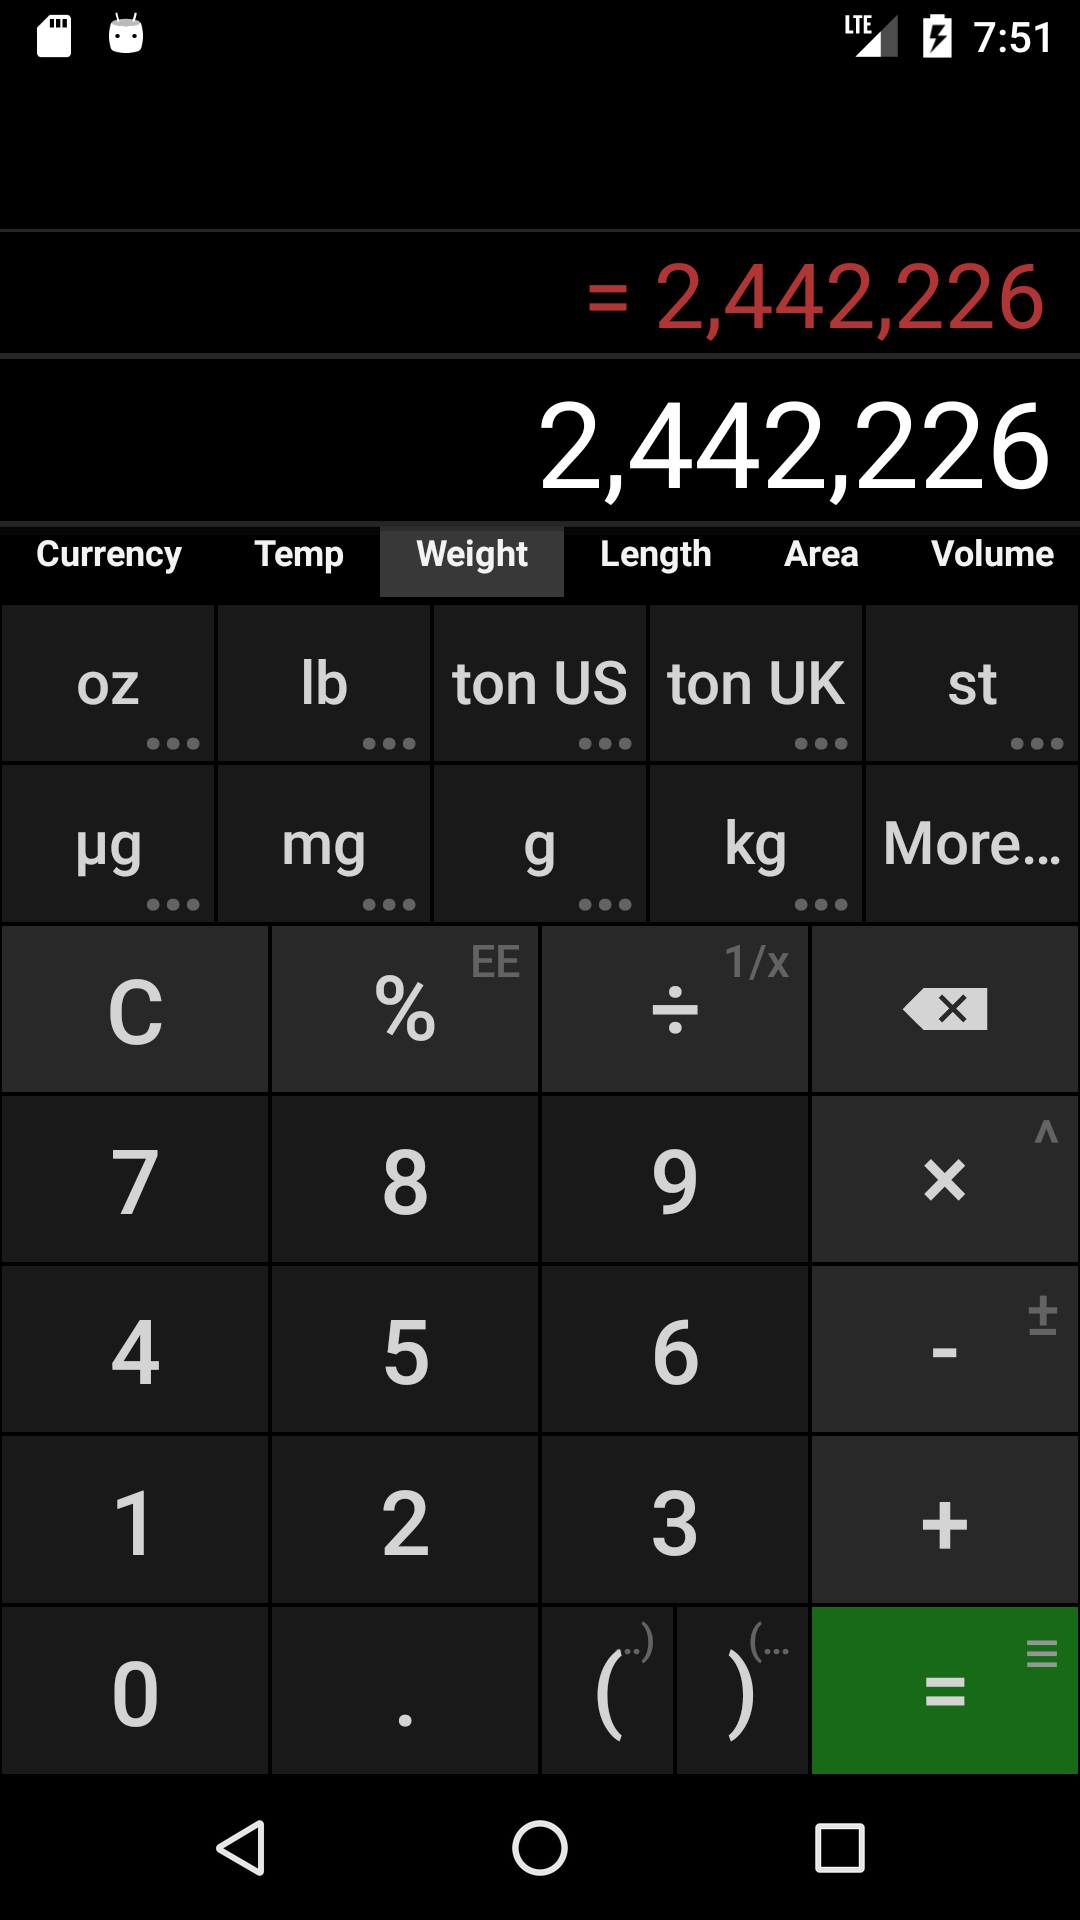 LTE 7:51
= 2,442,226
2,442,226
Currency Temp Weight Length Area Volume
oz lb ton US ton UK st
µg mg g kg More...
C % EE ÷ 1/x
7 8 9 × ^
4 5 6 - ±
1 2 3 +
0 . ( ..) ) (... =